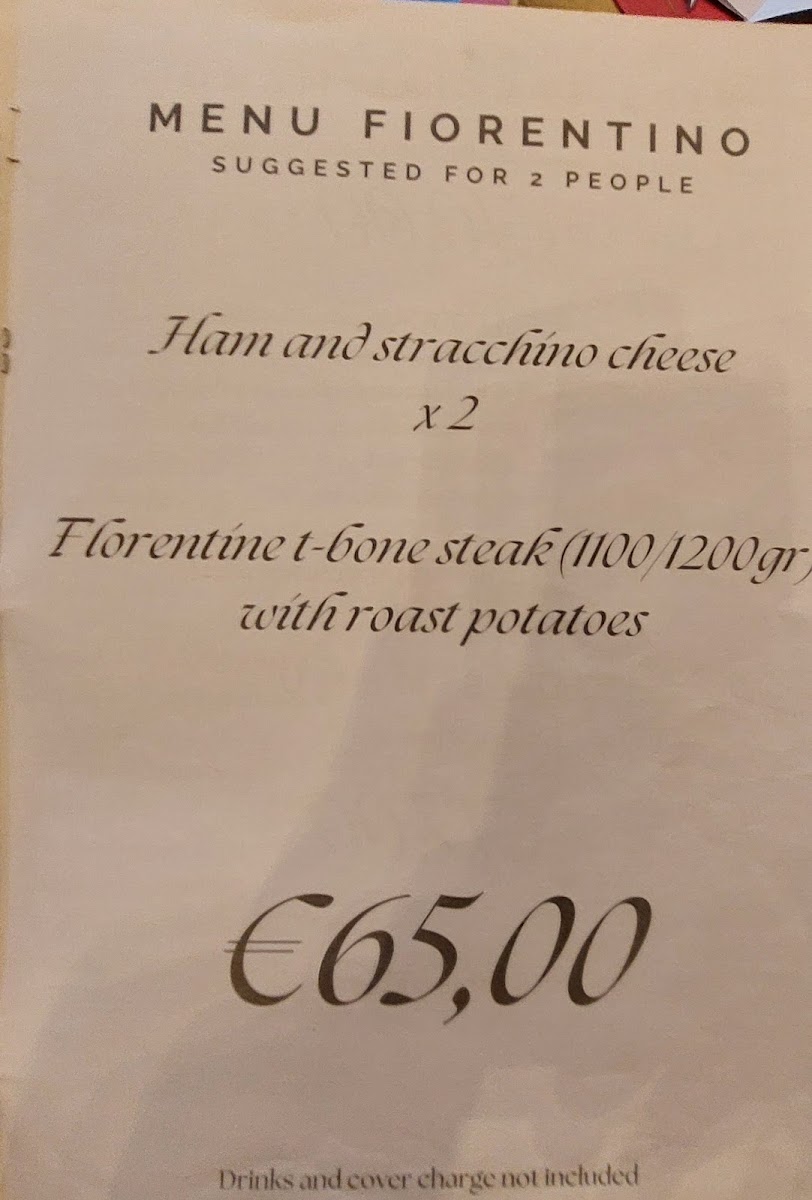 MENU FIORENTINO
SUGGESTED FOR 2 PEOPLE
Ham and stracchino cheese
x 2
Florentine t-bone steak (1100/1200gr)
with roast potatoes
€65,00
Drinks and cover charge not included